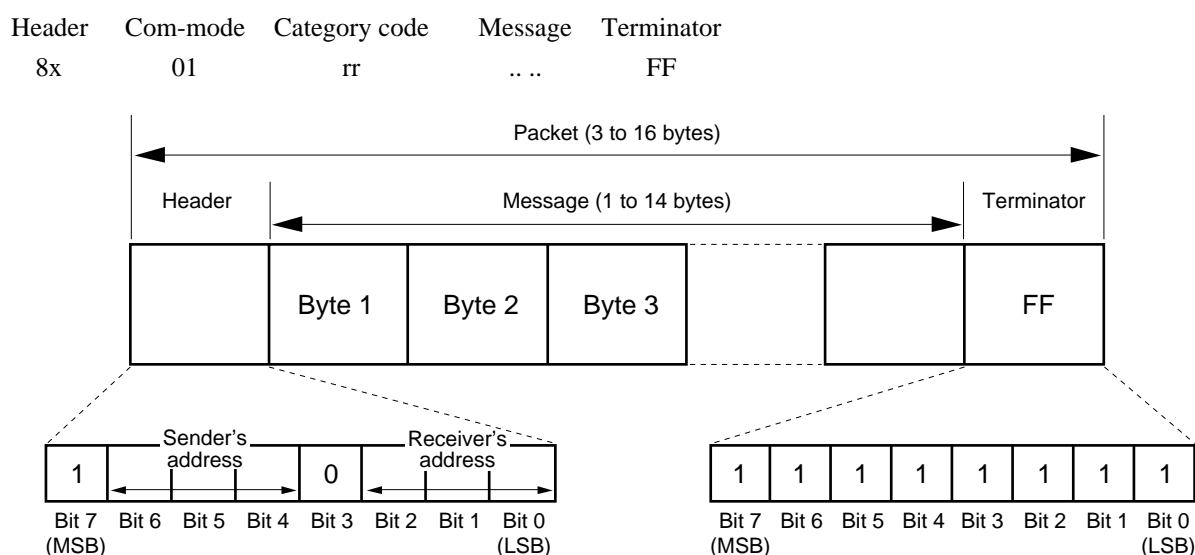 Header Com-mode Category code Message Terminator
8x 01 rr .. .. FF
Packet (3 to 16 bytes)
Header Message (1 to 14 bytes) Terminator
Byte 1 Byte 2 Byte 3 FF
Sender's address Receiver's address
1 0 1 1 1 1 1 1 1 1
Bit 7 Bit 6 Bit 5 Bit 4 Bit 3 Bit 2 Bit 1 Bit 0 Bit 7 Bit 6 Bit 5 Bit 4 Bit 3 Bit 2 Bit 1 Bit 0
(MSB) (LSB) (MSB) (LSB)